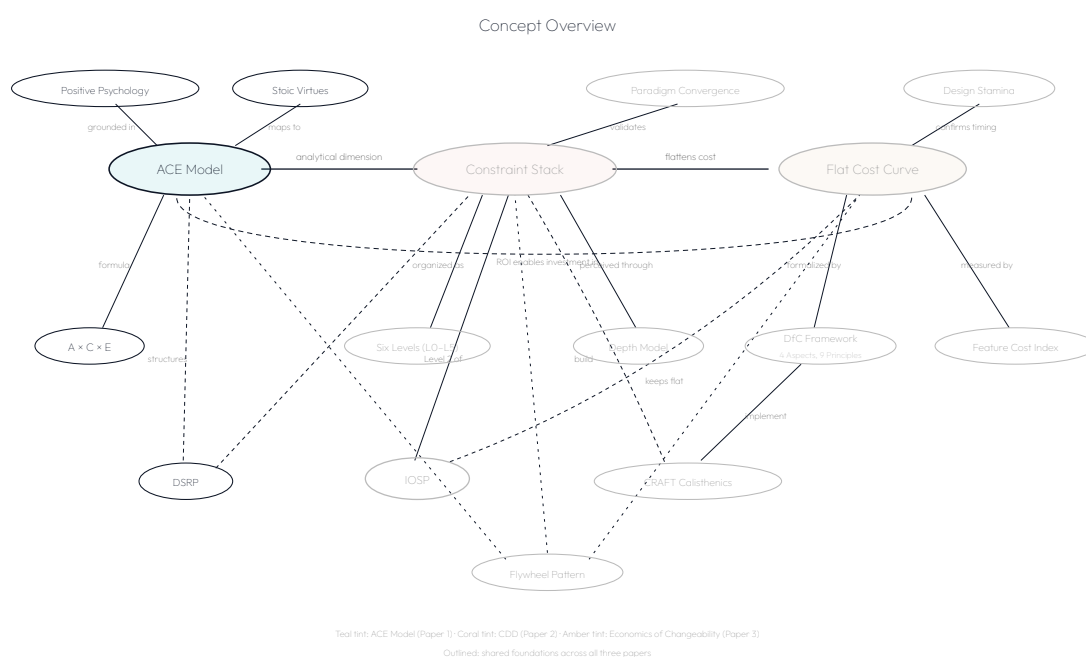 Concept Overview
Positive Psychology
Stoic Virtues
Paradigm Convergence
Design Stamina
grounded in
maps to
validates
confirms timing
ACE Model
analytical dimension
Constraint Stack
flattens cost
Flat Cost Curve
formula
organized as
ROI enables investment in
perceived through
formalized by
measured by
A × C × E
structures
Six Levels (L0–L5)
Level 2 of
Depth Model
build
DfC Framework
4 Aspects, 9 Principles
Feature Cost Index
keeps flat
implement
DSRP
IOSP
CRAFT Calisthenics
Flywheel Pattern
Teal tint: ACE Model (Paper 1) · Coral tint: CDD (Paper 2) · Amber tint: Economics of Changeability (Paper 3)
Outlined: shared foundations across all three papers